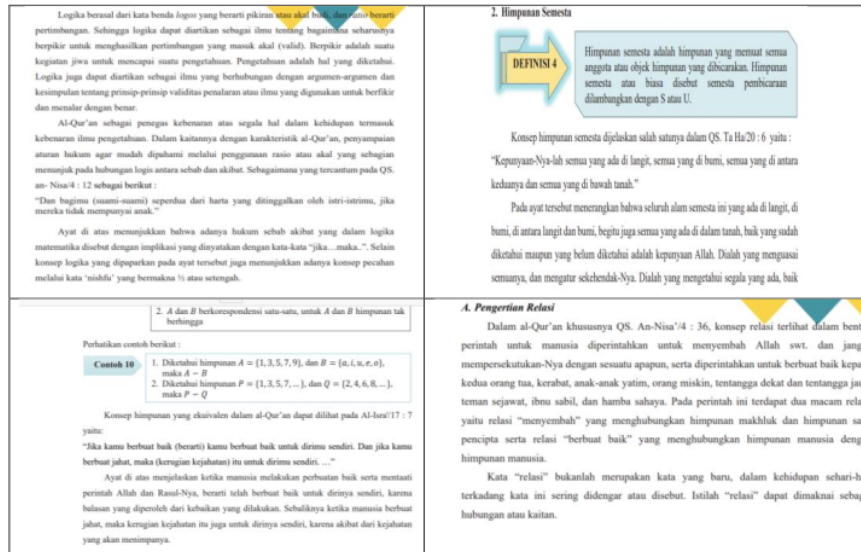 Logika berasal dari kata benda logos yang berarti pikiran atau akal budi, dan ratio berarti
pertimbangan. Sehingga logika dapat diartikan sebagai ilmu tentang bagaimana seharusnya
berpikir untuk menghasilkan pertimbangan yang masuk akal (valid). Berpikir adalah suatu
kegiatan jiwa untuk mencapai suatu pengetahuan. Pengetahuan adalah hal yang diketahui.
Logika juga dapat diartikan sebagai ilmu yang berhubungan dengan argumen-argumen dan
kesimpulan tentang prinsip-prinsip validitas penalaran atau ilmu yang digunakan untuk berfikir
dan menalar dengan benar.
Al-Qur'an sebagai penegas kebenaran atas segala hal dalam kehidupan termasuk
kebenaran ilmu pengetahuan. Dalam kaitannya dengan karakteristik al-Qur'an, penyampaian
aturan hukum agar mudah dipahami melalui penggunaan rasio atau akal yang sebagian
menunjuk pada hubungan logis antara sebab dan akibat. Sebagaimana yang tercantum pada QS.
an- Nisa/4 : 12 sebagai berikut :
"Dan bagimu (suami-suami) seperdua dari harta yang ditinggalkan oleh istri-istrimu, jika
mereka tidak mempunyai anak."
Ayat di atas menunjukkan bahwa adanya hukum sebab akibat yang dalam logika
matematika disebut dengan implikasi yang dinyatakan dengan kata-kata "jika…maka..". Selain
konsep logika yang dipaparkan pada ayat tersebut juga menunjukkan adanya konsep pecahan
melalui kata 'nishfu' yang bermakna ½ atau setengah.
2. Himpunan Semesta
DEFINISI 4
Himpunan semesta adalah himpunan yang memuat semua
anggota atau objek himpunan yang dibicarakan. Himpunan
semesta atau biasa disebut semesta pembicaraan
dilambangkan dengan S atau U.
Konsep himpunan semesta dijelaskan salah satunya dalam QS. Ta Ha/20 : 6 yaitu :
"Kepunyaan-Nya-lah semua yang ada di langit, semua yang di bumi, semua yang di antara
keduanya dan semua yang di bawah tanah."
Pada ayat tersebut menerangkan bahwa seluruh alam semesta ini yang ada di langit, di
bumi, di antara langit dan bumi, begitu juga semua yang ada di dalam tanah, baik yang sudah
diketahui maupun yang belum diketahui adalah kepunyaan Allah. Dialah yang menguasai
semuanya, dan mengatur sekehendak-Nya. Dialah yang mengetahui segala yang ada, baik
2. A dan B berkorespondensi satu-satu, untuk A dan B himpunan tak
berhingga
Perhatikan contoh berikut :
Contoh 10
1. Diketahui himpunan A = {1, 3, 5, 7, 9}, dan B = {a, i, u, e, o},
maka A ~ B
2. Diketahui himpunan P = {1, 3, 5, 7, … }, dan Q = {2, 4, 6, 8, … },
maka P ~ Q
Konsep himpunan yang ekuivalen dalam al-Qur'an dapat dilihat pada Al-Isra'/17 : 7
yaitu:
"Jika kamu berbuat baik (berarti) kamu berbuat baik untuk dirimu sendiri. Dan jika kamu
berbuat jahat, maka (kerugian kejahatan) itu untuk dirimu sendiri. …"
Ayat di atas menjelaskan ketika manusia melakukan perbuatan baik serta mentaati
perintah Allah dan Rasul-Nya, berarti telah berbuat baik untuk dirinya sendiri, karena
balasan yang diperoleh dari kebaikan yang dilakukan. Sebaliknya ketika manusia berbuat
jahat, maka kerugian kejahatan itu juga untuk dirinya sendiri, karena akibat dari kejahatan
yang akan menimpanya.
A. Pengertian Relasi
Dalam al-Qur'an khususnya QS. An-Nisa'/4 : 36, konsep relasi terlihat dalam bent
perintah untuk manusia diperintahkan untuk menyembah Allah swt. dan jang
mempersekutukan-Nya dengan sesuatu apapun, serta diperintahkan untuk berbuat baik kepa
kedua orang tua, kerabat, anak-anak yatim, orang miskin, tentangga dekat dan tentangga jau
teman sejawat, ibnu sabil, dan hamba sahaya. Pada perintah ini terdapat dua macam rela
yaitu relasi "menyembah" yang menghubungkan himpunan makhluk dan himpunan sa
pencipta serta relasi "berbuat baik" yang menghubungkan himpunan manusia deng
himpunan manusia.
Kata "relasi" bukanlah merupakan kata yang baru, dalam kehidupan sehari-h
terkadang kata ini sering didengar atau disebut. Istilah "relasi" dapat dimaknai sebag
hubungan atau kaitan.